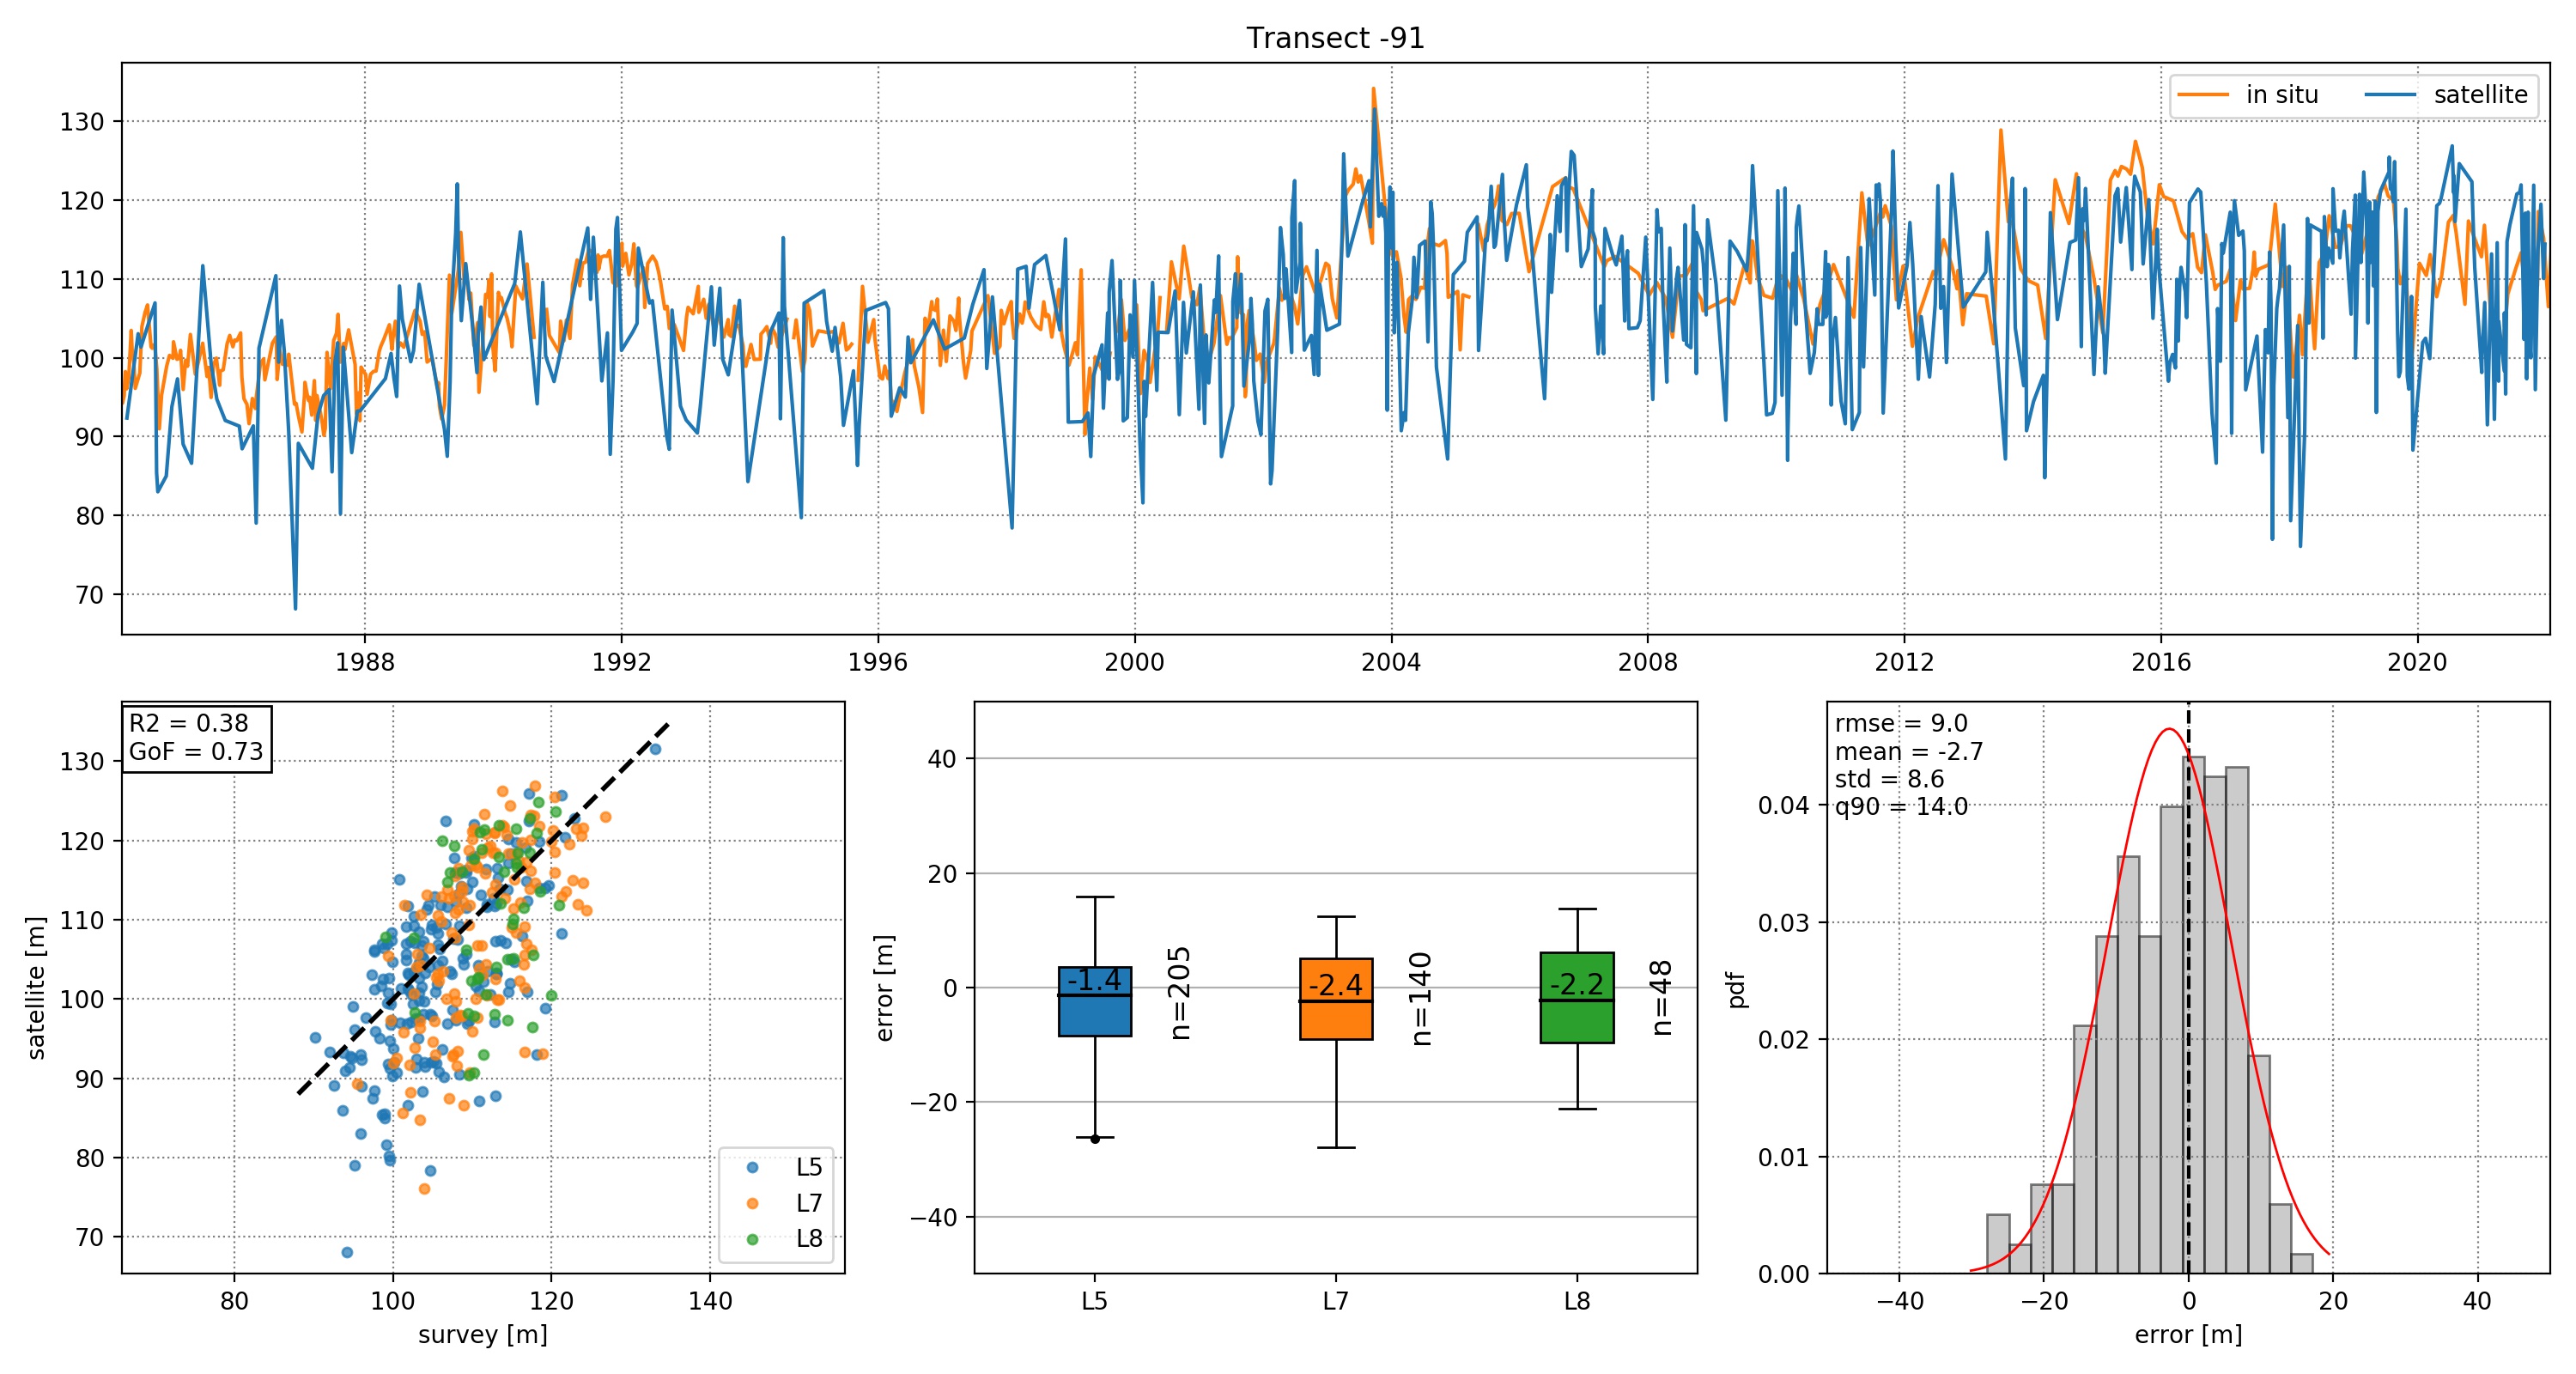 Transect -91
in situ satellite
130
120
110
100
90
80
70
1988 1992 1996 2000 2004 2008 2012 2016 2020
R2 = 0.38
GoF = 0.73
satellite [m]
130
120
110
100
90
80
70
L5
L7
L8
80 100 120 140
survey [m]
error [m]
40
20
0
−20
−40
-1.4 n=205
-2.4 n=140
-2.2 n=48
L5 L7 L8
rmse = 9.0
mean = -2.7
std = 8.6
q90 = 14.0
pdf
0.04
0.03
0.02
0.01
0.00
−40 −20 0 20 40
error [m]